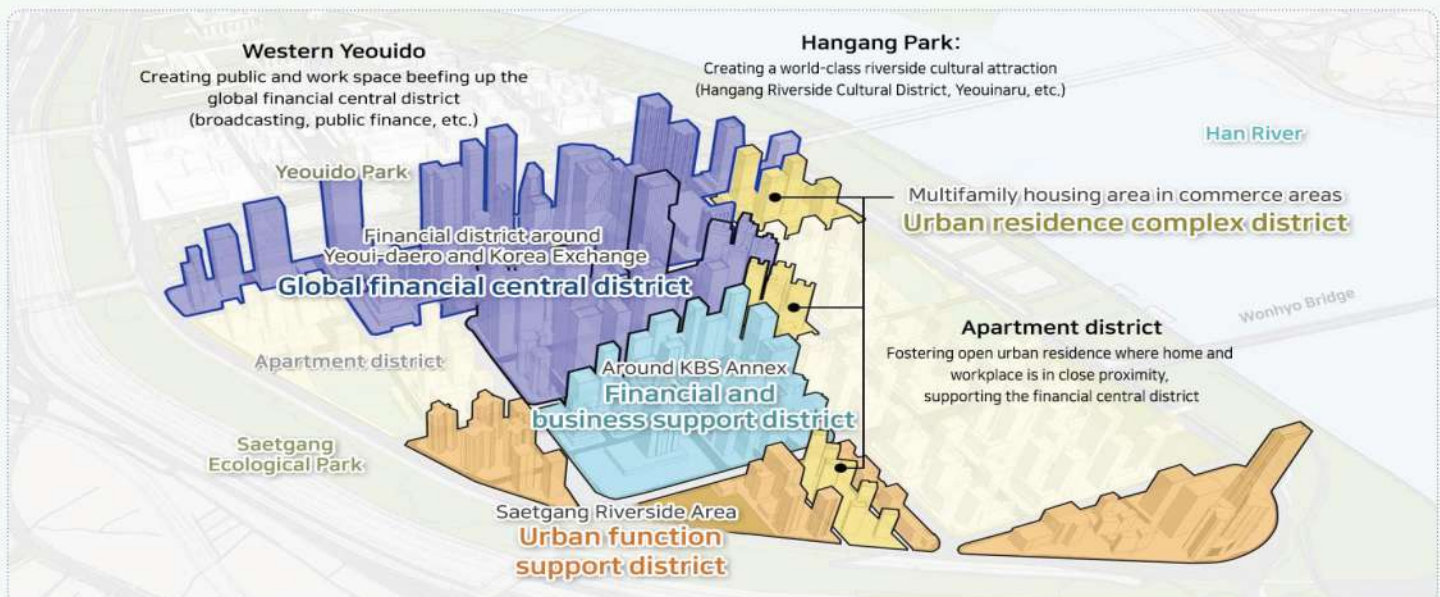 Western Yeouido
Creating public and work space beefing up the
global financial central district
(broadcasting, public finance, etc.)
Hangang Park:
Creating a world-class riverside cultural attraction
(Hangang Riverside Cultural District, Yeouinaru, etc.)
Han River
Yeouido Park
Multifamily housing area in commerce areas
Urban residence complex district
Financial district around
Yeoui-daero and Korea Exchange
Global financial central district
Wonhyo Bridge
Apartment district
Fostering open urban residence where home and
workplace is in close proximity,
supporting the financial central district
Apartment district
Around KBS Annex
Financial and
business support district
Saetgang
Ecological Park
Saetgang Riverside Area
Urban function
support district